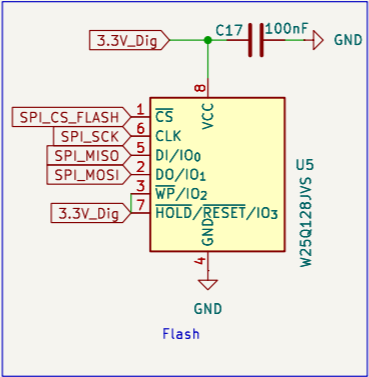 C17 100nF
3.3V_Dig GND
8
VCC
SPI_CS_FLASH 1 CS
SPI_SCK 6 CLK
SPI_MISO 5 DI/IO0
SPI_MOSI 2 DO/IO1
3 WP/IO2
3.3V_Dig 7 HOLD/RESET/IO3
U5
W25Q128JVS
GND
4
GND
Flash